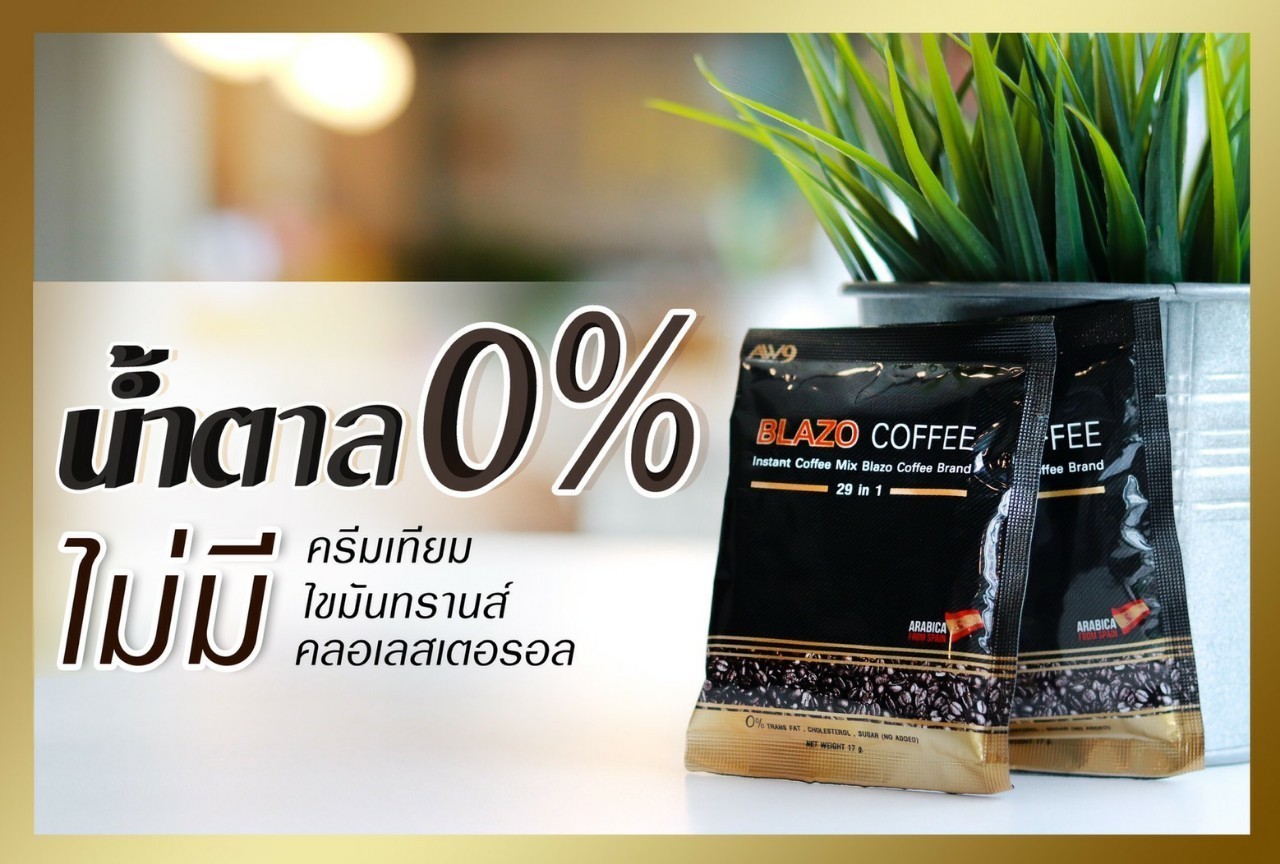 น้ำตาล 0%
ไม่มี
ครีมเทียม
ไขมันทรานส์
คลอเลสเตอรอล
AW9
BLAZO COFFEE
Instant Coffee Mix Blazo Coffee Brand
29 in 1
ARABICA
FROM SPAIN
0% TRANS FAT , CHOLESTEROL , SUGAR (NO ADDED)
NET WEIGHT 17 g.
FFEE
ffee Brand
ARABICA
FROM SPAIN